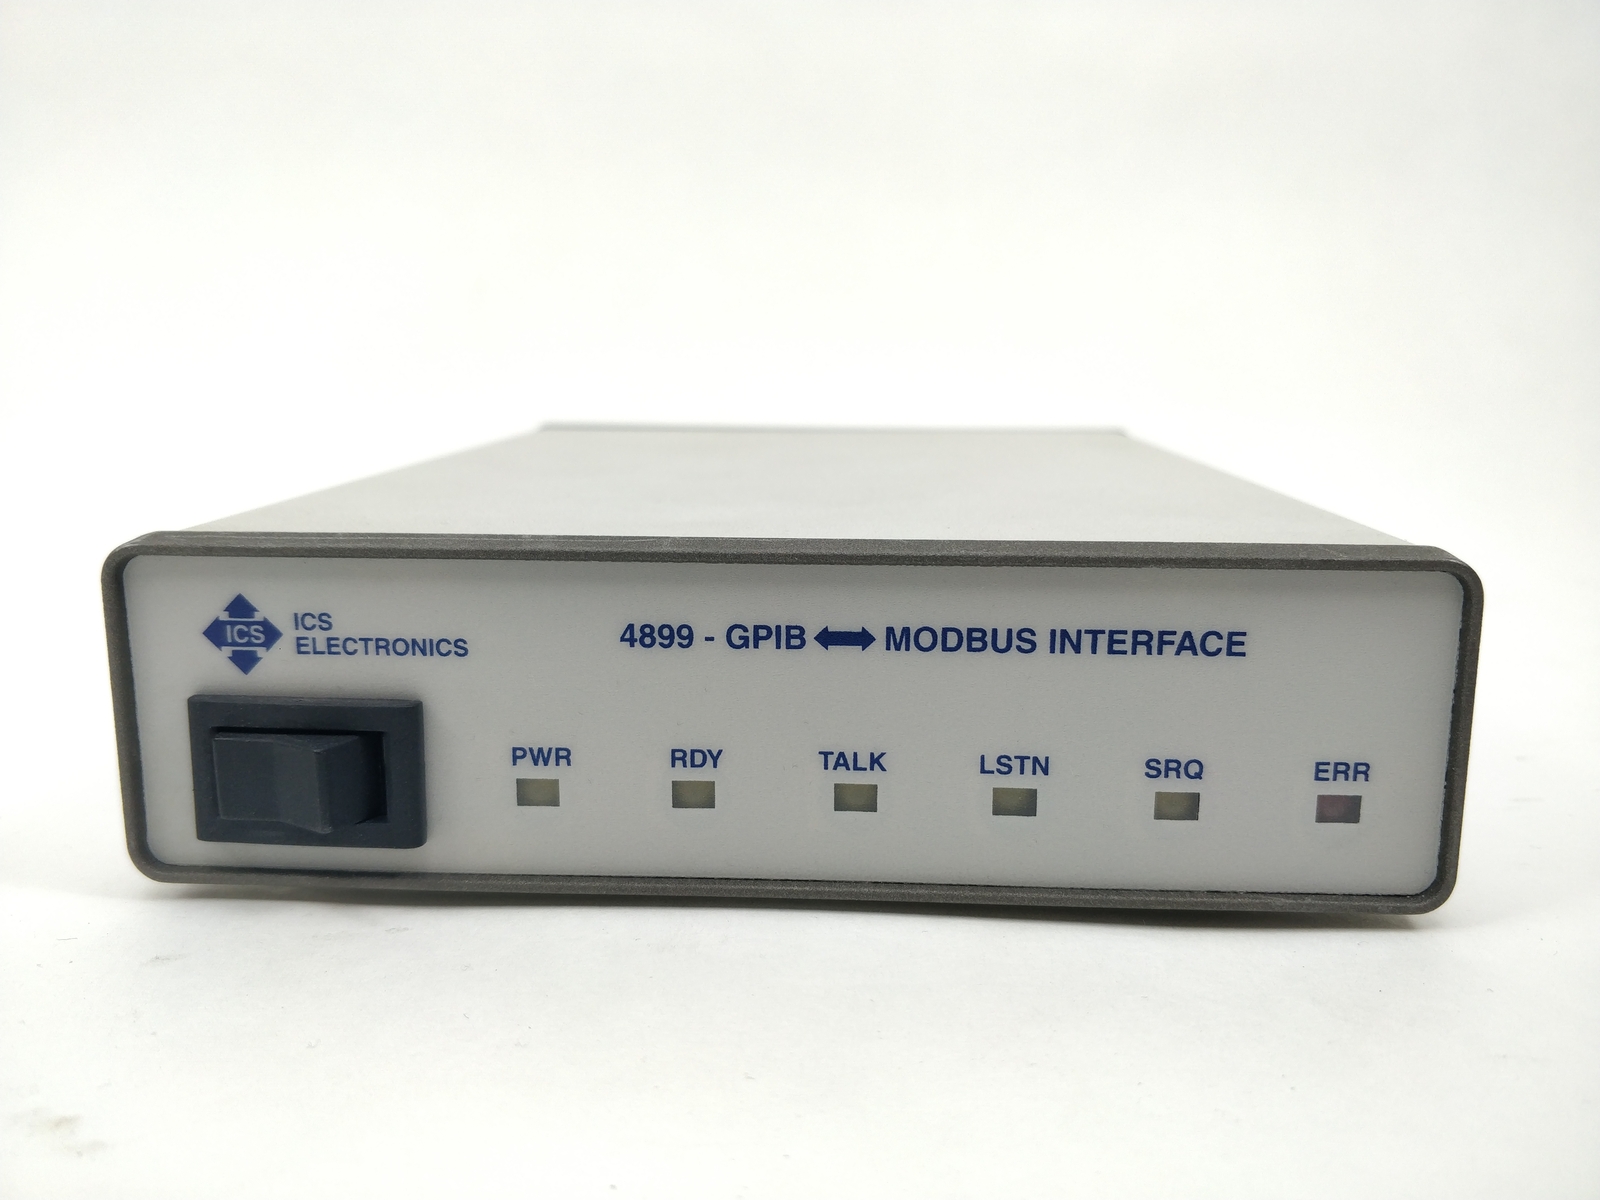 ICS
ICS
ELECTRONICS
4899 - GPIB ⟷ MODBUS INTERFACE
PWR RDY TALK LSTN SRQ ERR